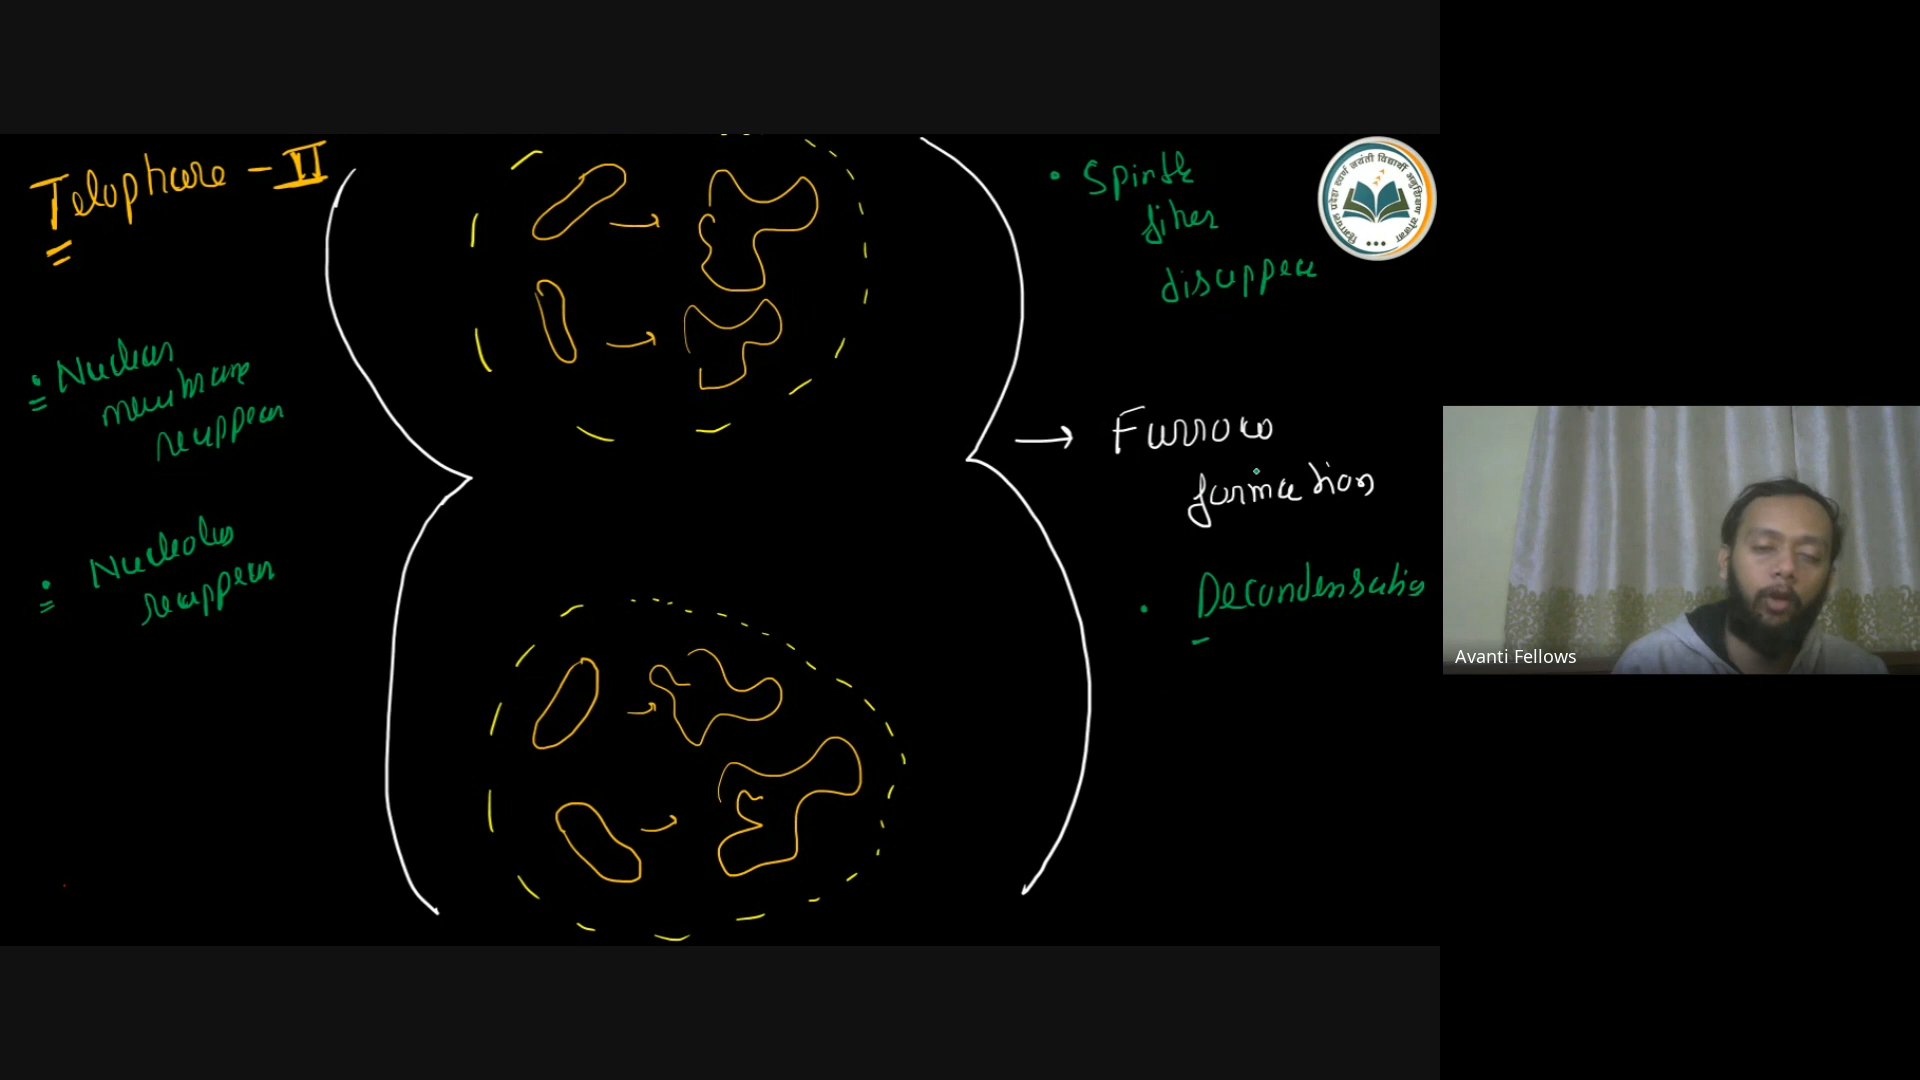 Telophase - II
• Nuclear
membrane
reappear
• Nucleolus
reappear
• Spindle
fiber
disappear
→ Furrow
formation
• Decondensation
Avanti Fellows